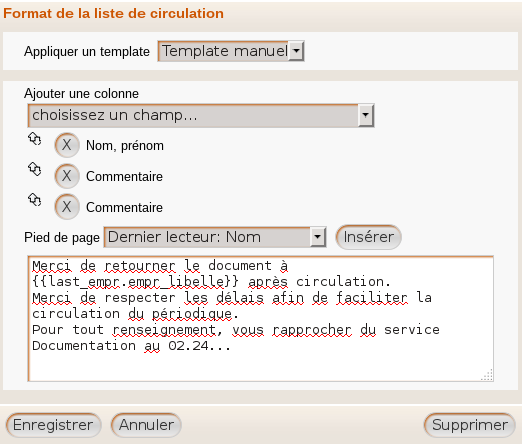 Format de la liste de circulation
Appliquer un template Template manuel
Ajouter une colonne
choisissez un champ...
X Nom, prénom
X Commentaire
X Commentaire
Pied de page Dernier lecteur: Nom Insérer
Merci de retourner le document à
{{last_empr.empr_libelle}} après circulation.
Merci de respecter les délais afin de faciliter la
circulation du périodique.
Pour tout renseignement, vous rapprocher du service
Documentation au 02.24...
Enregistrer Annuler Supprimer